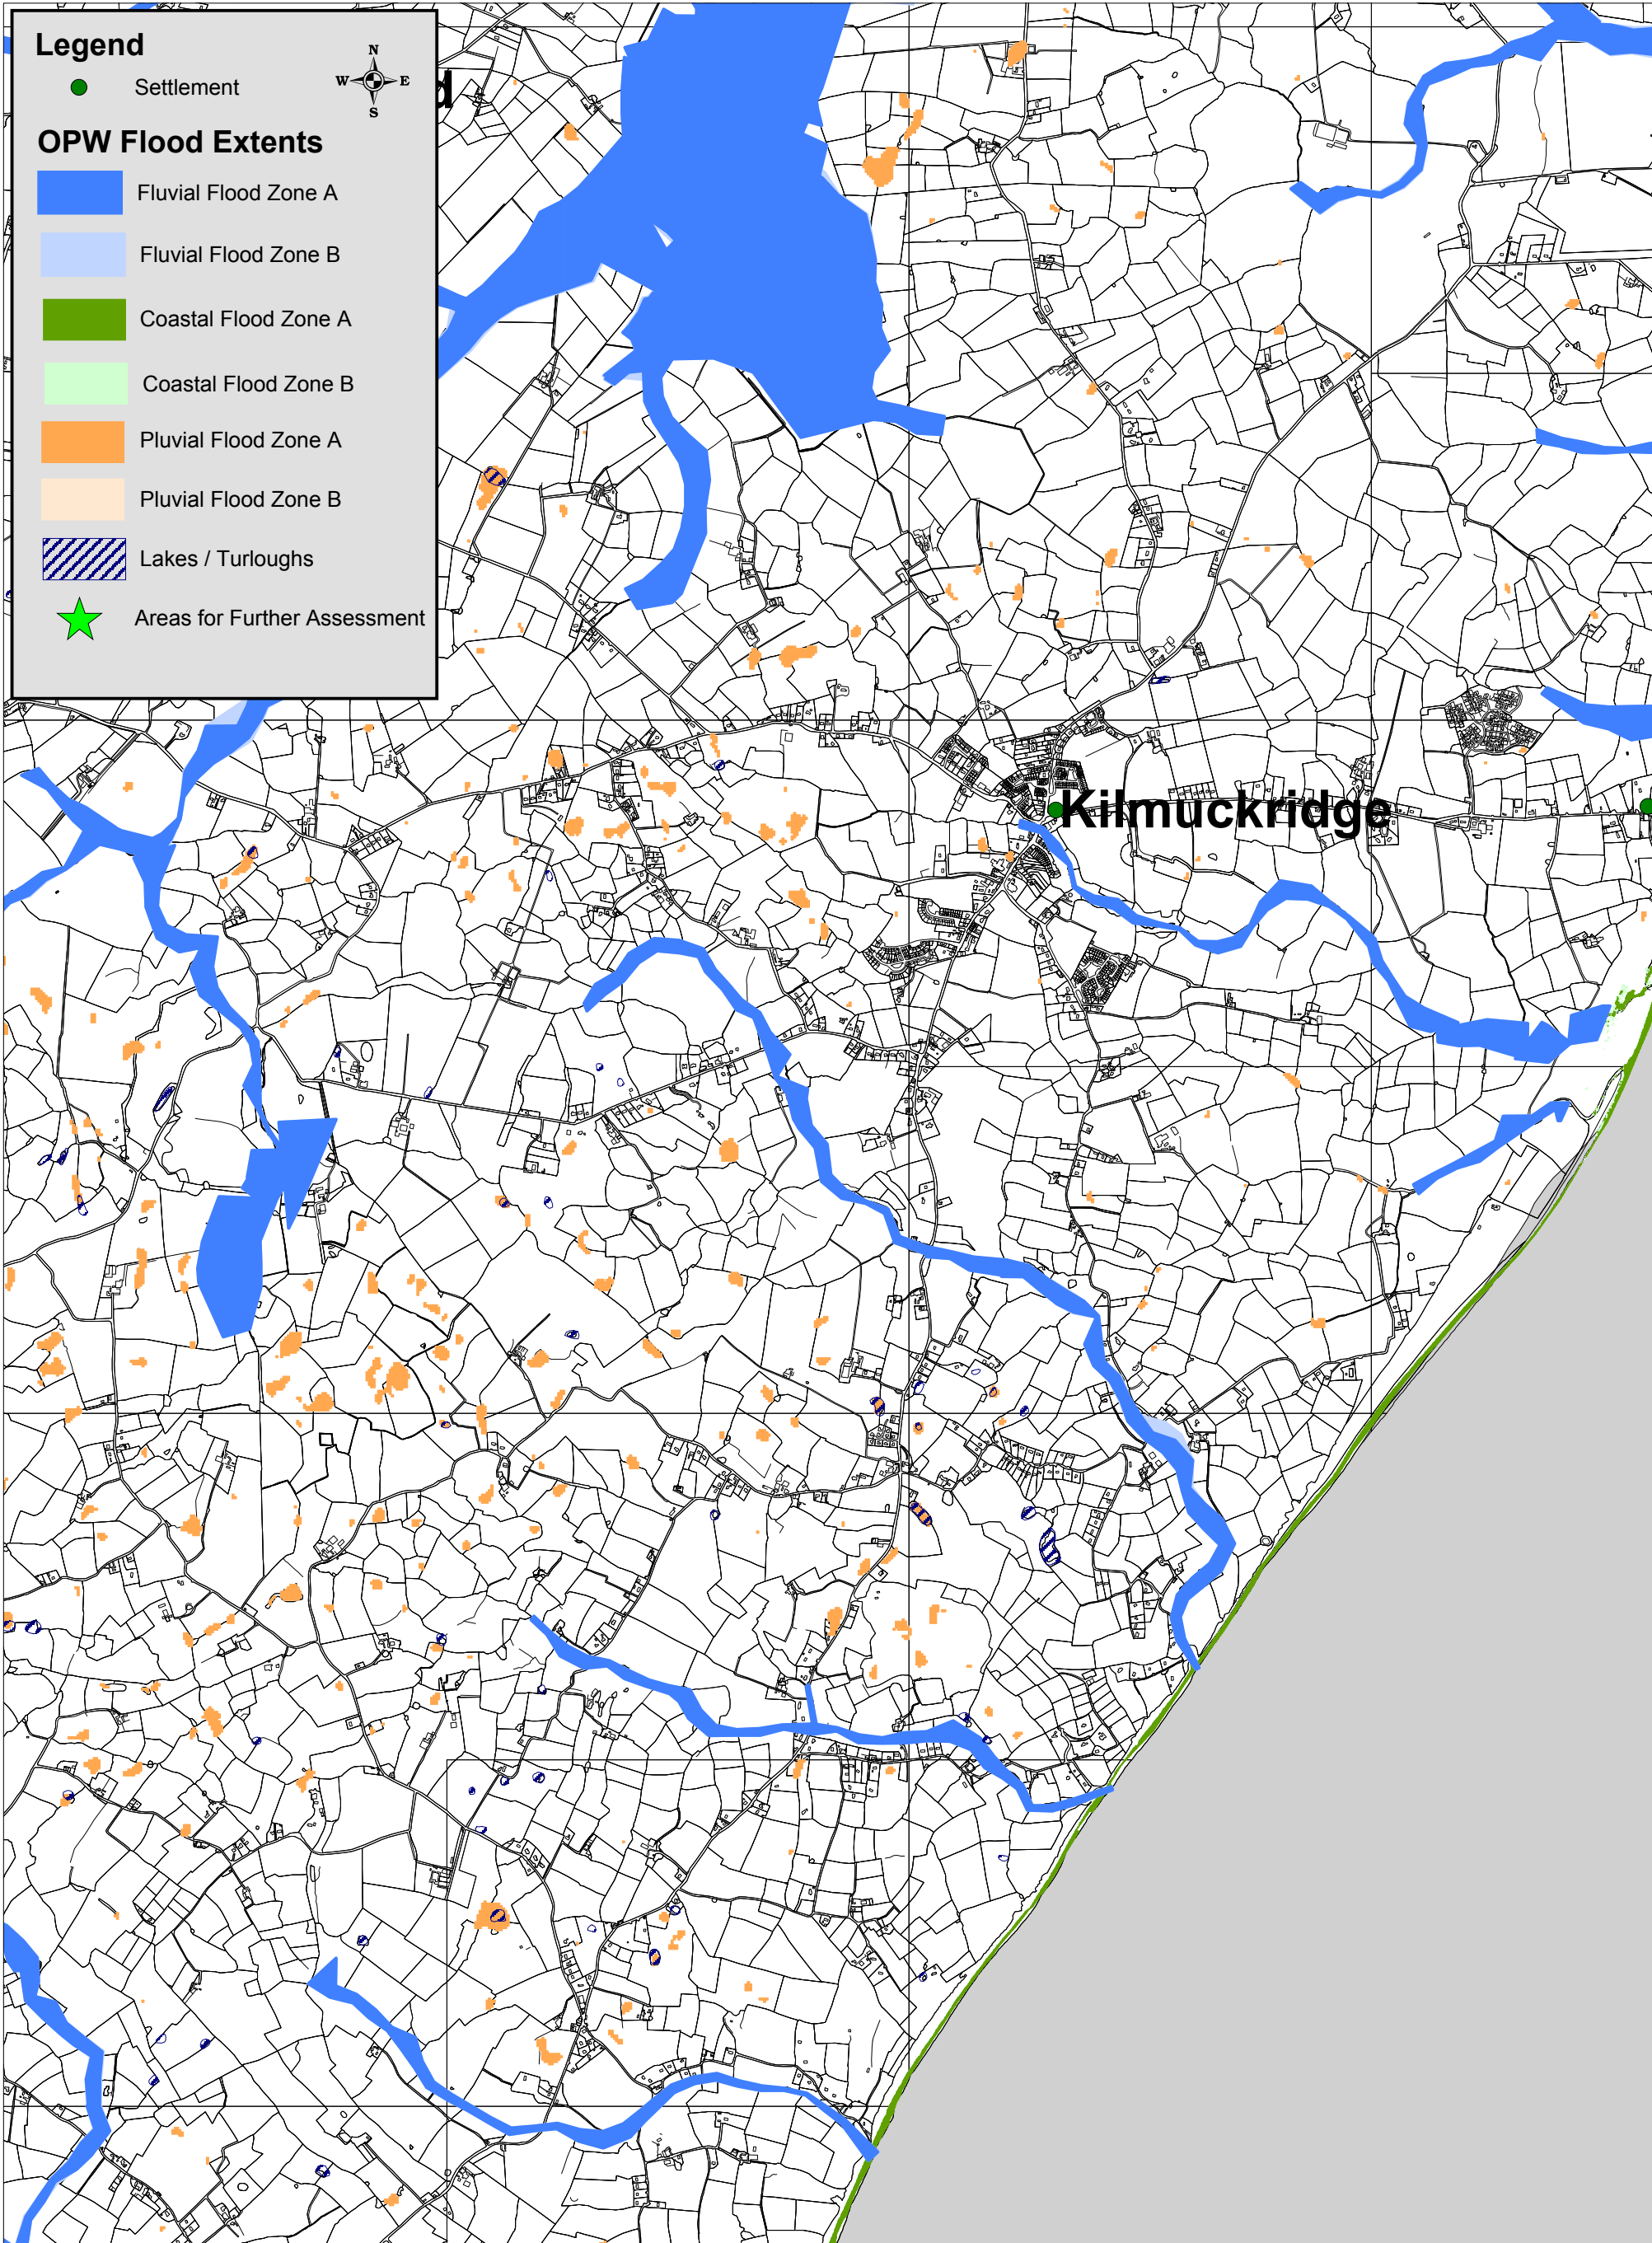 Legend
N
W E
S
Settlement
d
OPW Flood Extents
Fluvial Flood Zone A
Fluvial Flood Zone B
Coastal Flood Zone A
Coastal Flood Zone B
Pluvial Flood Zone A
Pluvial Flood Zone B
Lakes / Turloughs
Areas for Further Assessment
Kilmuckridge